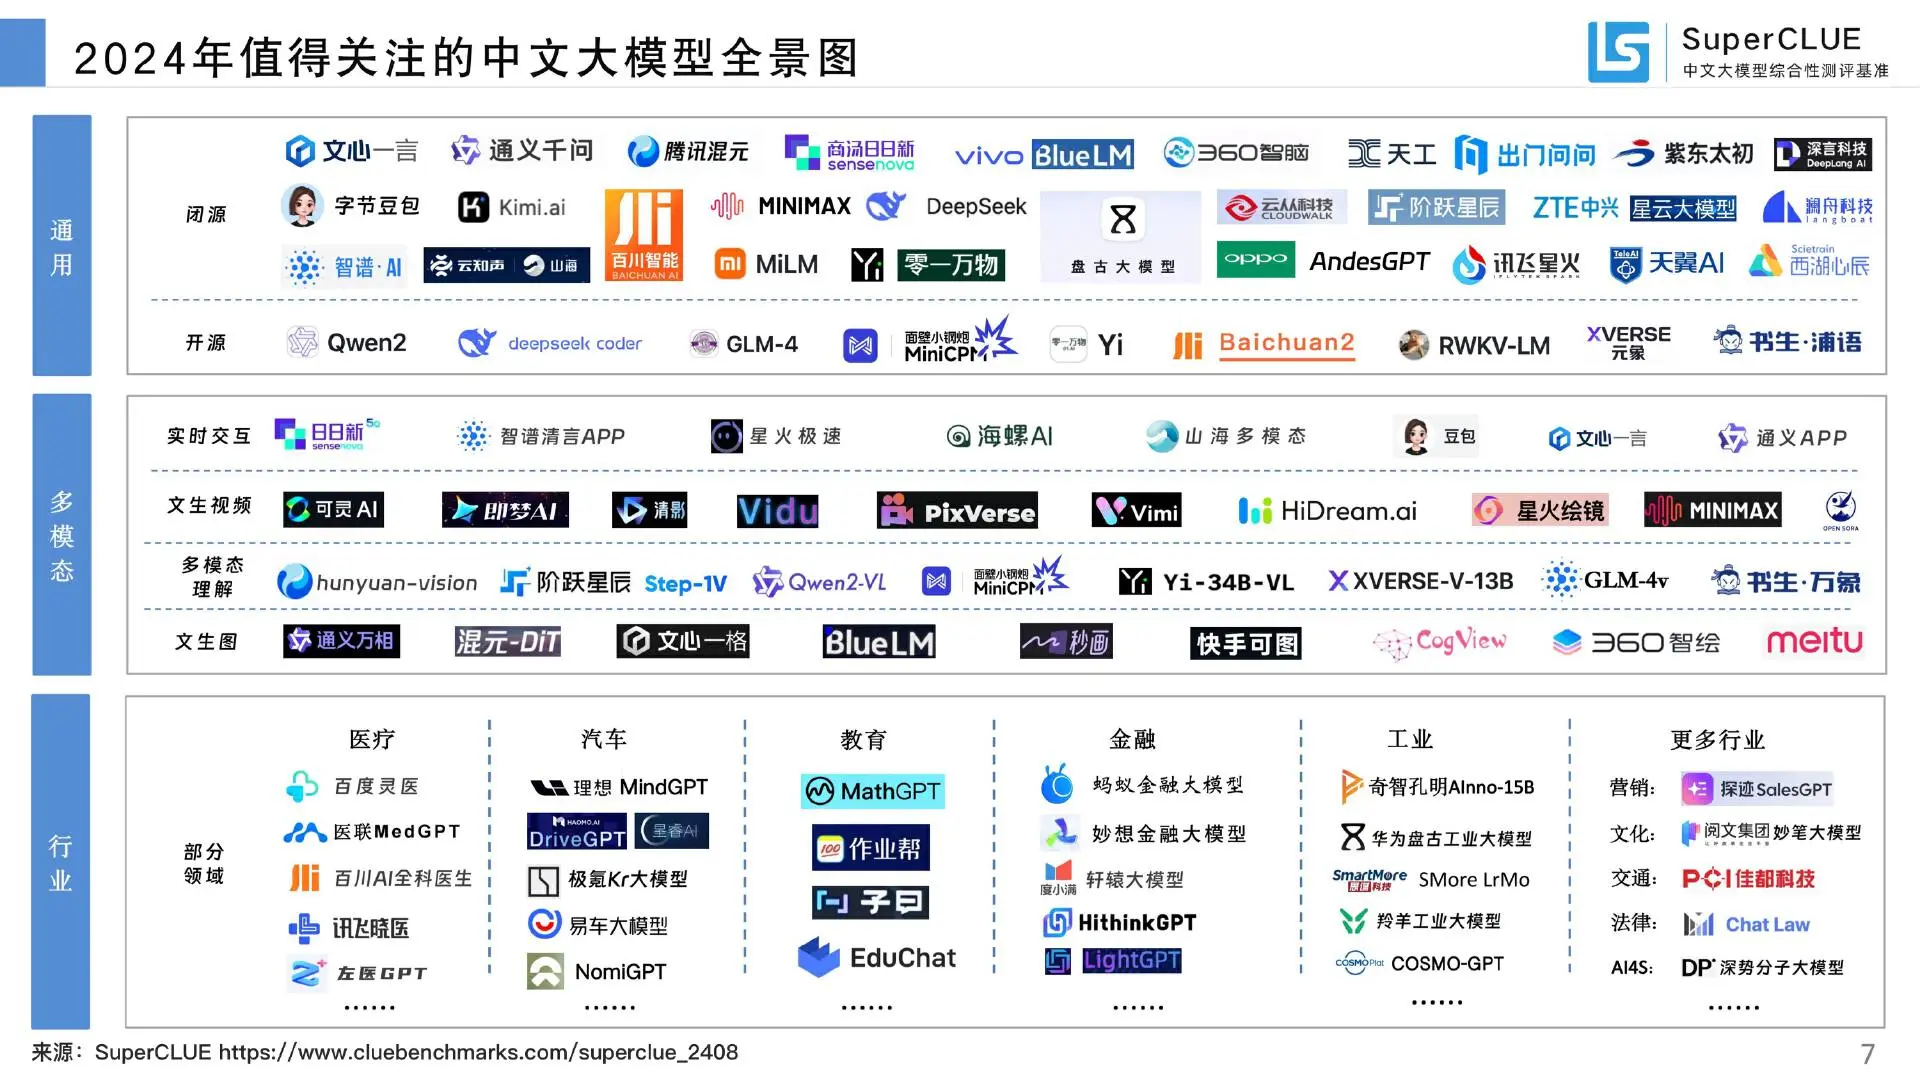 2024年值得关注的中文大模型全景图
SuperCLUE
中文大模型综合性测评基准
通用
闭源
文心一言 通义千问 腾讯混元 商汤日日新 sensenova vivo BlueLM 360智脑 天工 出门问问 紫东太初 深言科技 DeepLang AI
字节豆包 Kimi.ai 百川智能 BAICHUAN AI MINIMAX DeepSeek 盘古大模型 云从科技 CLOUDWALK 阶跃星辰 ZTE中兴 星云大模型 澜舟科技 langboat
智谱·AI 云知声 山海 MiLM 零一万物 oppo AndesGPT 讯飞星火 IFLYTEK SPARK TeleAI 天翼AI Scietrain 西湖心辰
开源
Qwen2 deepseek coder GLM-4 面壁小钢炮 MiniCPM 零一万物 Yi Baichuan2 RWKV-LM XVERSE 元象 书生·浦语
多模态
实时交互
日日新 5o sensenova 智谱清言APP 星火极速 海螺AI 山海多模态 豆包 文心一言 通义APP
文生视频
可灵AI 即梦AI 清影 Vidu PixVerse Vimi HiDream.ai 星火绘镜 MINIMAX OPEN SORA
多模态
理解
hunyuan-vision 阶跃星辰 Step-1V Qwen2-VL 面壁小钢炮 MiniCPM Yi-34B-VL XXVERSE-V-13B GLM-4v 书生·万象
文生图
通义万相 混元-DiT 文心一格 BlueLM 秒画 快手可图 CogView 360智绘 meitu
行业
部分
领域
医疗
百度灵医
医联MedGPT
百川AI全科医生
讯飞晓医
左医GPT
......
汽车
理想 MindGPT
HAOMO.AI DriveGPT 星睿AI
极氪Kr大模型
易车大模型
NomiGPT
......
教育
MathGPT
100 作业帮
子曰
EduChat
......
金融
蚂蚁金融大模型
妙想金融大模型
度小满 轩辕大模型
HithinkGPT
LightGPT
......
工业
奇智孔明AInno-15B
华为盘古工业大模型
SmartMore 思谋科技 SMore LrMo
羚羊工业大模型
COSMOPlat COSMO-GPT
......
更多行业
营销: 探迹SalesGPT
文化: 阅文集团 妙笔大模型
交通: PCI佳都科技
法律: Chat Law
AI4S: DP 深势分子大模型
......
来源：SuperCLUE https://www.cluebenchmarks.com/superclue_2408
7